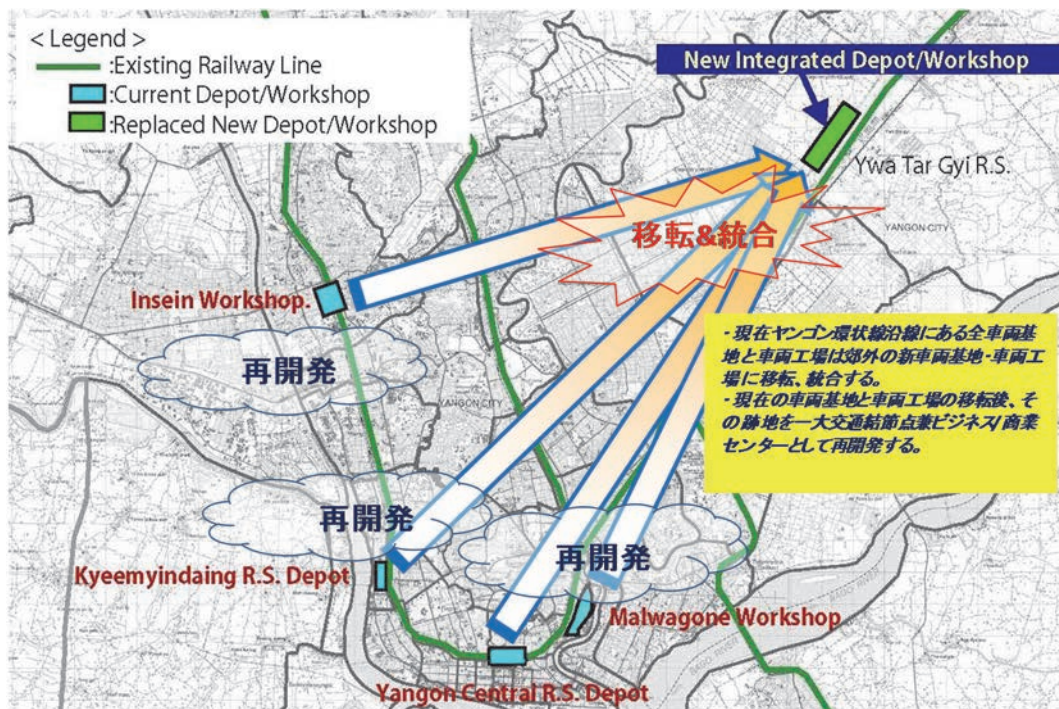 < Legend >
:Existing Railway Line
:Current Depot/Workshop
:Replaced New Depot/Workshop
New Integrated Depot/Workshop
Ywa Tar Gyi R.S.
移転&統合
YANGON CITY
Insein Workshop.
再開発
・現在ヤンゴン環状線沿線にある全車両基
地と車両工場は郊外の新車両基地・車両工
場に移転、統合する。
・現在の車両基地と車両工場の移転後、そ
の跡地を一大交通結節点兼ビジネス/商業
センターとして再開発する。
YANGON CITY
再開発
再開発
Kyeemyindaing R.S. Depot
Malwagone Workshop
Yangon Central R.S. Depot